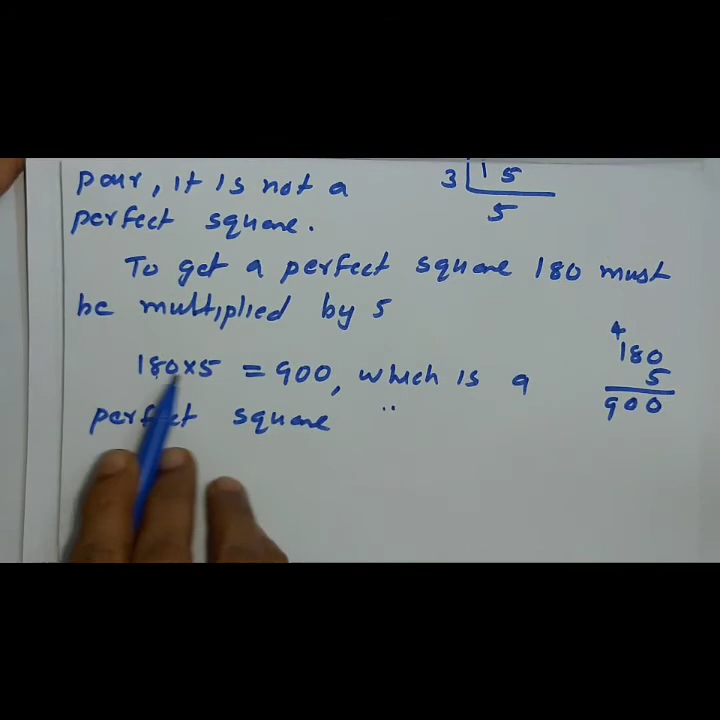 pair, it is not a
perfect square.
3 | 15
5
To get a perfect square 180 must
be multiplied by 5
180×5 = 900, which is a
perfect square
4
180
5
900